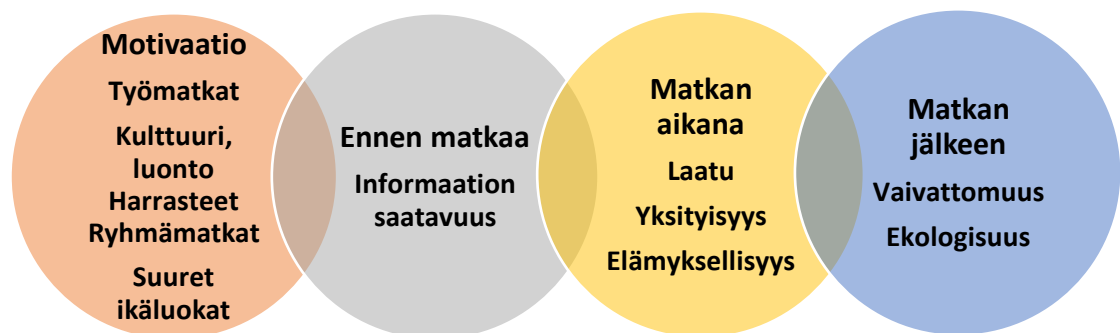 Motivaatio
Työmatkat
Kulttuuri,
luonto
Harrasteet
Ryhmämatkat
Suuret
ikäluokat
Ennen matkaa
Informaation
saatavuus
Matkan
aikana
Laatu
Yksityisyys
Elämyksellisyys
Matkan
jälkeen
Vaivattomuus
Ekologisuus